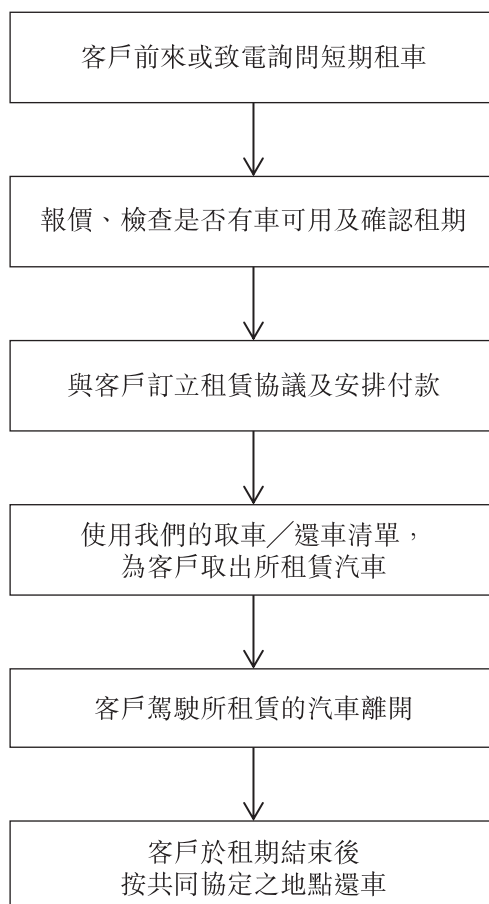 客戶前來或致電詢問短期租車
報價、檢查是否有車可用及確認租期
與客戶訂立租賃協議及安排付款
使用我們的取車╱還車清單，
為客戶取出所租賃汽車
客戶駕駛所租賃的汽車離開
客戶於租期結束後
按共同協定之地點還車